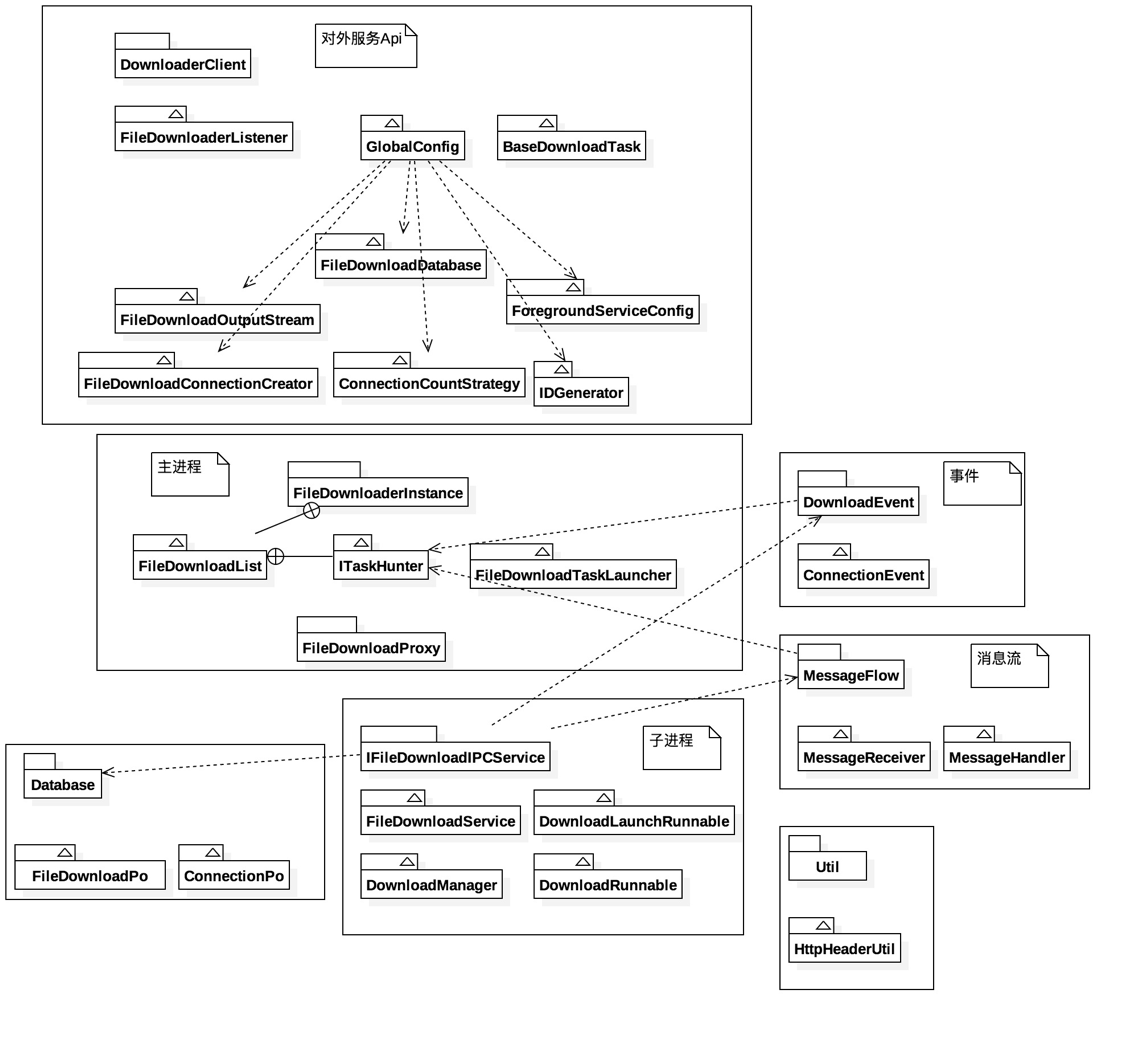 对外服务Api
DownloaderClient
FileDownloaderListener
GlobalConfig
BaseDownloadTask
FileDownloadDatabase
FileDownloadOutputStream
ForegroundServiceConfig
FileDownloadConnectionCreator
ConnectionCountStrategy
IDGenerator
主进程
FileDownloaderInstance
FileDownloadList
ITaskHunter
FileDownloadTaskLauncher
FileDownloadProxy
事件
DownloadEvent
ConnectionEvent
消息流
MessageFlow
MessageReceiver
MessageHandler
子进程
IFileDownloadIPCService
FileDownloadService
DownloadLaunchRunnable
DownloadManager
DownloadRunnable
Database
FileDownloadPo
ConnectionPo
Util
HttpHeaderUtil